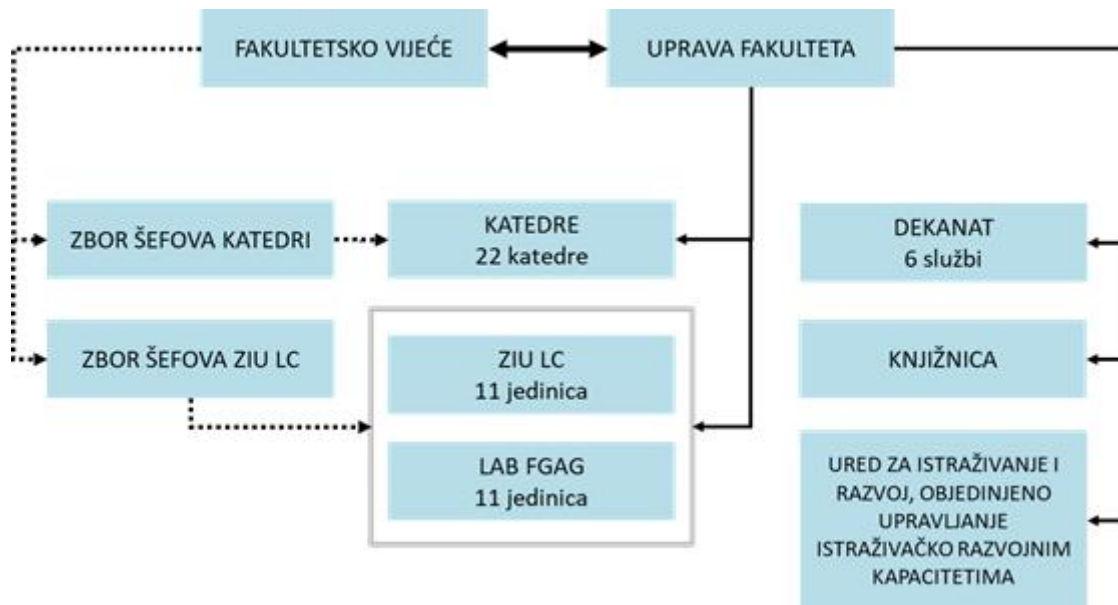 FAKULTETSKO VIJEĆE
UPRAVA FAKULTETA
ZBOR ŠEFOVA KATEDRI
KATEDRE
22 katedre
DEKANAT
6 službi
ZBOR ŠEFOVA ZIU LC
ZIU LC
11 jedinica
KNJIŽNICA
LAB FGAG
11 jedinica
URED ZA ISTRAŽIVANJE I
RAZVOJ, OBJEDINJENO
UPRAVLJANJE
ISTRAŽIVAČKO RAZVOJNIM
KAPACITETIMA